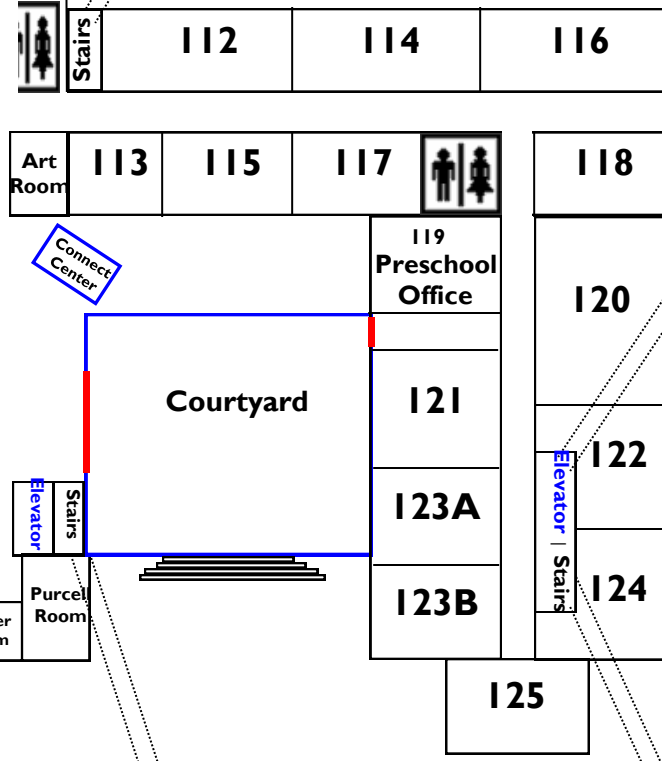 Stairs
112
114
116
Art
Room
113
115
117
118
Connect
Center
119
Preschool
Office
120
Courtyard
121
122
Elevator
Stairs
123A
Elevator | Stairs
Purcell
Room
123B
124
125